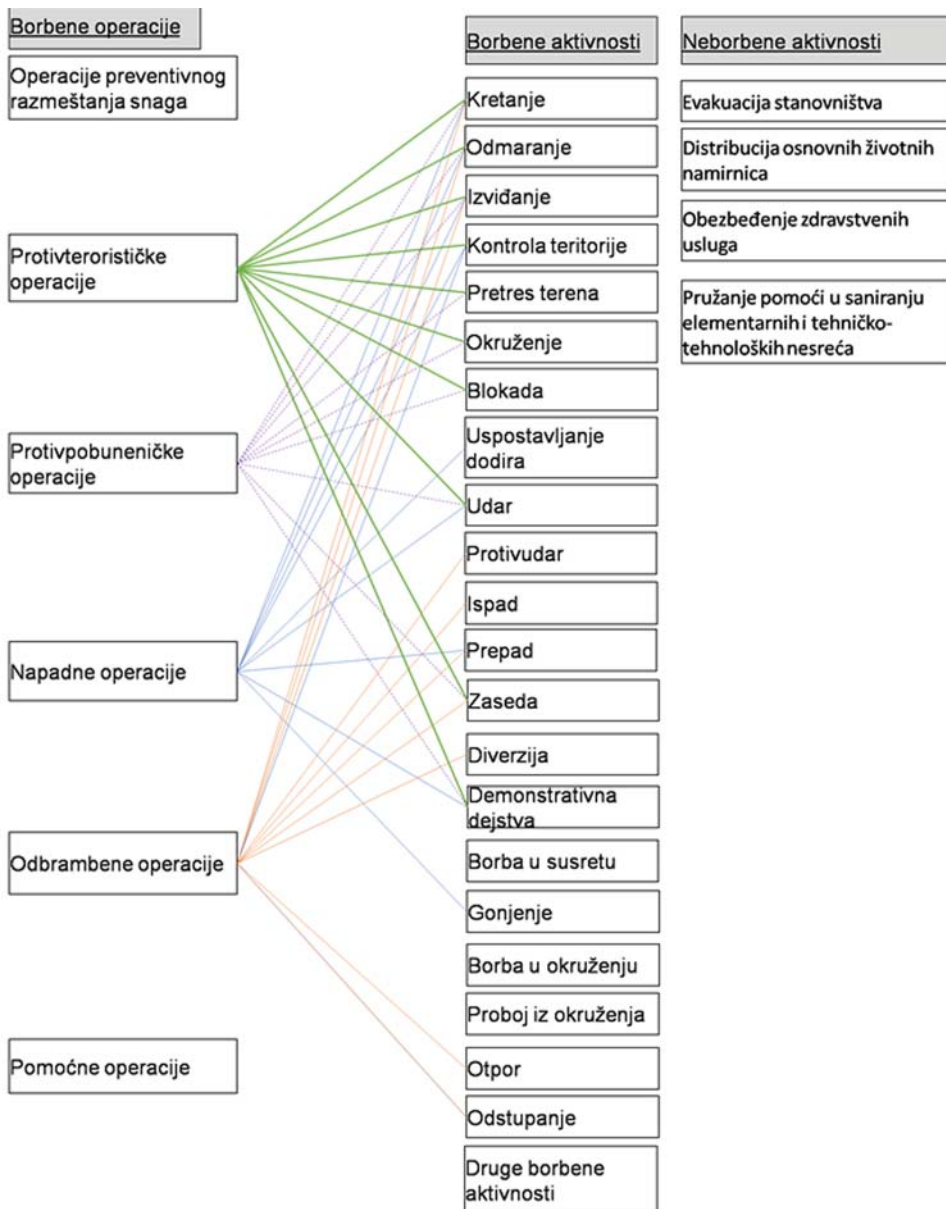 Borbene operacije
Operacije preventivnog
razmeštanja snaga
Protivterorističke
operacije
Protivpobuneničke
operacije
Napadne operacije
Odbrambene operacije
Pomoćne operacije
Borbene aktivnosti
Kretanje
Odmaranje
Izviđanje
Kontrola teritorije
Pretres terena
Okruženje
Blokada
Uspostavljanje
dodira
Udar
Protivudar
Ispad
Prepad
Zaseda
Diverzija
Demonstrativna
dejstva
Borba u susretu
Gonjenje
Borba u okruženju
Proboj iz okruženja
Otpor
Odstupanje
Druge borbene
aktivnosti
Neborbene aktivnosti
Evakuacija stanovništva
Distribucija osnovnih životnih
namirnica
Obezbeđenje zdravstvenih
usluga
Pružanje pomoći u saniranju
elementarnih i tehničko-
tehnoloških nesreća